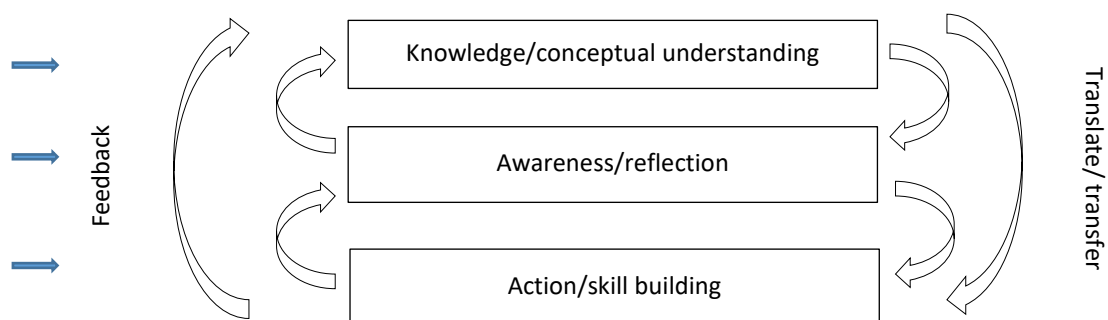 Knowledge/conceptual understanding
Awareness/reflection
Action/skill building
Feedback
Translate/ transfer